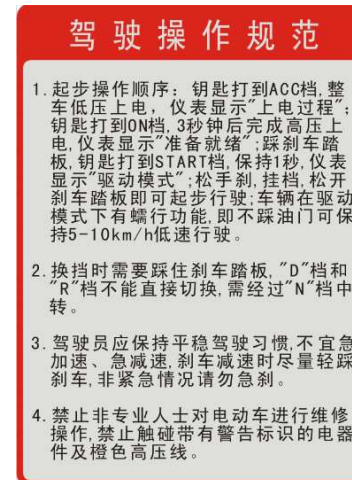 驾驶操作规范
1.起步操作顺序：钥匙打到ACC档,整
车低压上电，仪表显示"上电过程";
钥匙打到ON档,3秒钟后完成高压上
电,仪表显示"准备就绪";踩刹车踏
板,钥匙打到START档,保持1秒,仪表
显示"驱动模式";松手刹,挂档,松开
刹车踏板即可起步行驶;车辆在驱动
模式下有蠕行功能,即不踩油门可保
持5-10km/h低速行驶。
2.换挡时需要踩住刹车踏板,"D"档和
"R"档不能直接切换,需经过"N"档中
转。
3.驾驶员应保持平稳驾驶习惯,不宜急
加速、急减速,刹车减速时尽量轻踩
刹车,非紧急情况请勿急刹。
4.禁止非专业人士对电动车进行维修
操作,禁止触碰带有警告标识的电器
件及橙色高压线。